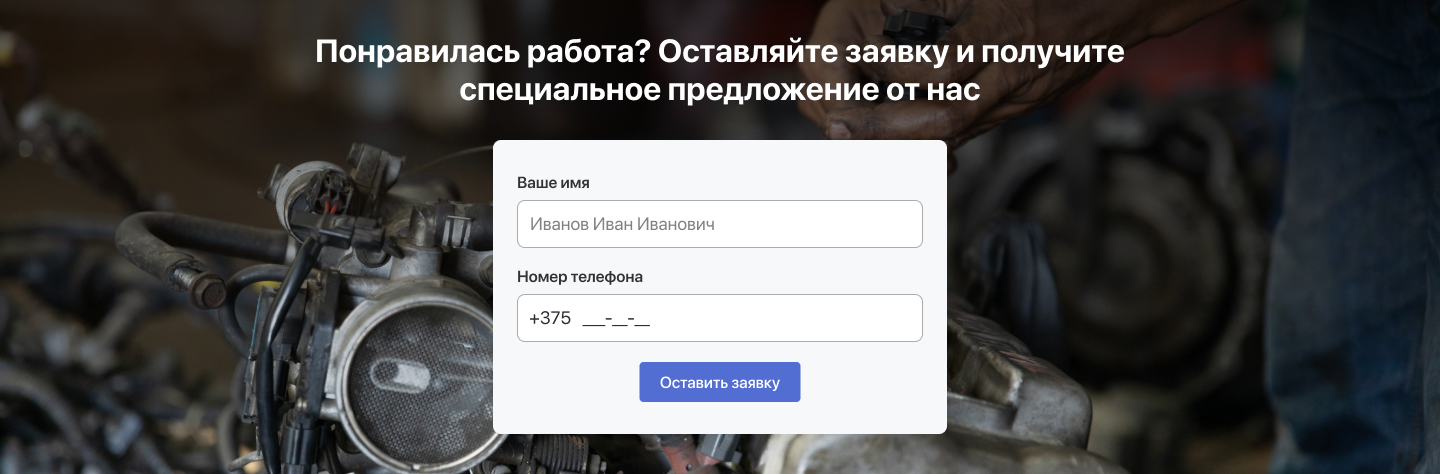 Понравилась работа? Оставляйте заявку и получите
специальное предложение от нас
Ваше имя
Иванов Иван Иванович
Номер телефона
+375 ___-__-__
Оставить заявку